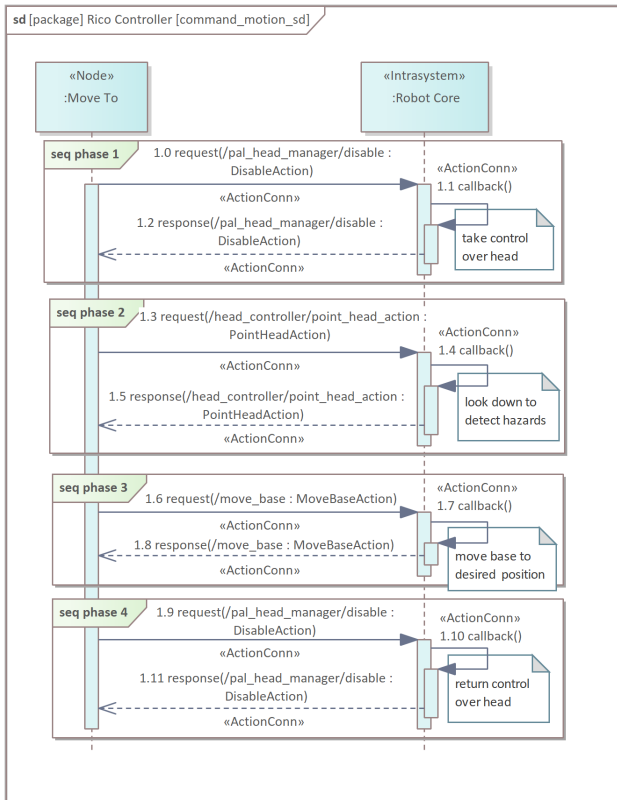 sd [package] Rico Controller [command_motion_sd]
«Node»
:Move To
«Intrasystem»
:Robot Core
seq phase 1
1.0 request(/pal_head_manager/disable :
DisableAction)
«ActionConn»
«ActionConn»
1.1 callback()
1.2 response(/pal_head_manager/disable :
DisableAction)
«ActionConn»
take control
over head
seq phase 2
1.3 request(/head_controller/point_head_action :
PointHeadAction)
«ActionConn»
«ActionConn»
1.4 callback()
1.5 response(/head_controller/point_head_action :
PointHeadAction)
«ActionConn»
look down to
detect hazards
seq phase 3
1.6 request(/move_base : MoveBaseAction)
«ActionConn»
«ActionConn»
1.7 callback()
1.8 response(/move_base : MoveBaseAction)
«ActionConn»
move base to
desired position
seq phase 4
1.9 request(/pal_head_manager/disable :
DisableAction)
«ActionConn»
«ActionConn»
1.10 callback()
1.11 response(/pal_head_manager/disable :
DisableAction)
«ActionConn»
return control
over head